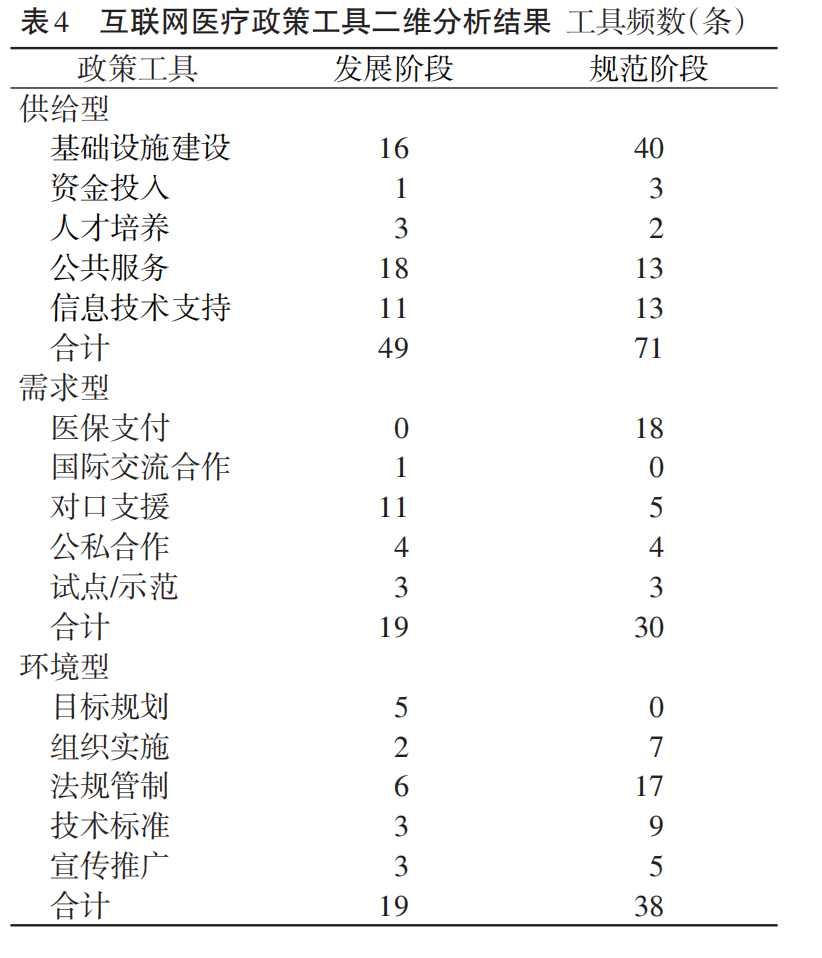 表4 互联网医疗政策工具二维分析结果 工具频数(条)
政策工具 发展阶段 规范阶段
供给型
基础设施建设 16 40
资金投入 1 3
人才培养 3 2
公共服务 18 13
信息技术支持 11 13
合计 49 71
需求型
医保支付 0 18
国际交流合作 1 0
对口支援 11 5
公私合作 4 4
试点/示范 3 3
合计 19 30
环境型
目标规划 5 0
组织实施 2 7
法规管制 6 17
技术标准 3 9
宣传推广 3 5
合计 19 38